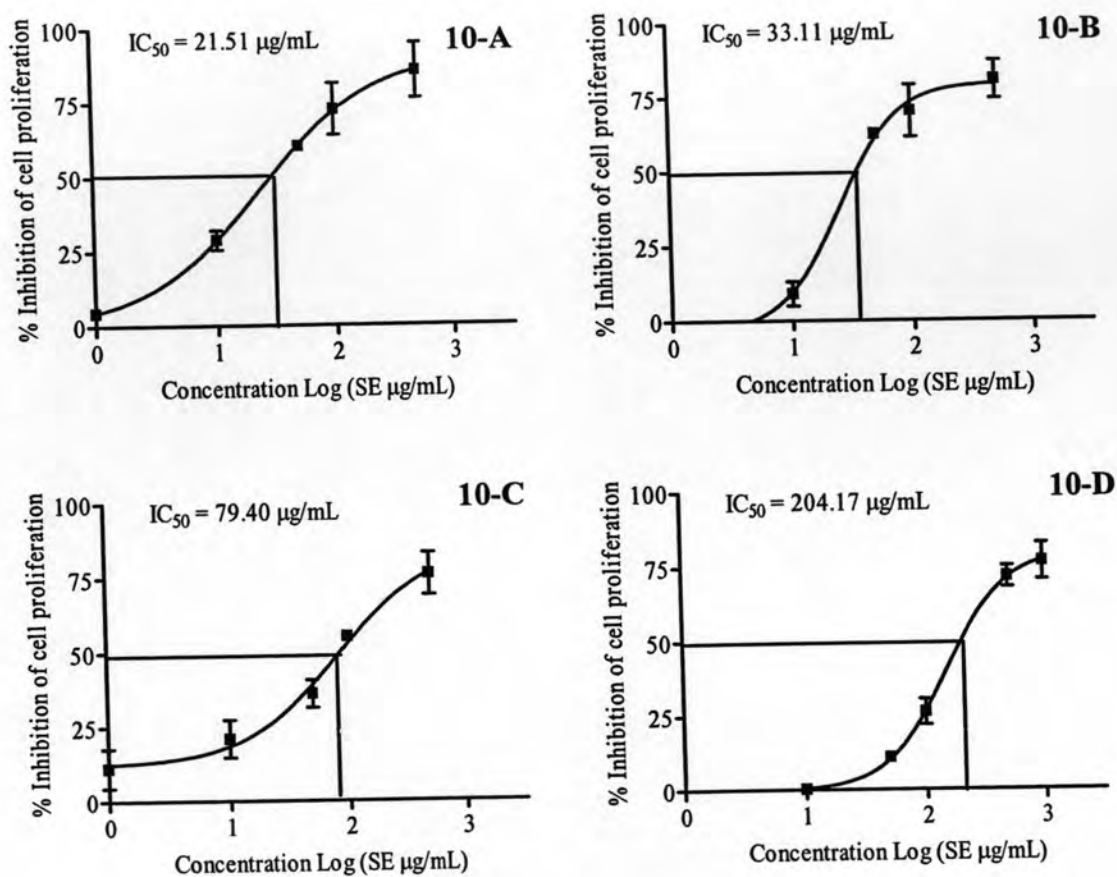 10-A
IC50 = 21.51 µg/mL
100
75
50
25
0
% Inhibition of cell proliferation
0 1 2 3
Concentration Log (SE µg/mL)
10-B
IC50 = 33.11 µg/mL
100
75
50
25
0
% Inhibition of cell proliferation
0 1 2 3
Concentration Log (SE µg/mL)
10-C
IC50 = 79.40 µg/mL
100
75
50
25
0
% Inhibition of cell proliferation
0 1 2 3
Concentration Log (SE µg/mL)
10-D
IC50 = 204.17 µg/mL
100
75
50
25
0
% Inhibition of cell proliferation
0 1 2 3
Concentration Log (SE µg/mL)